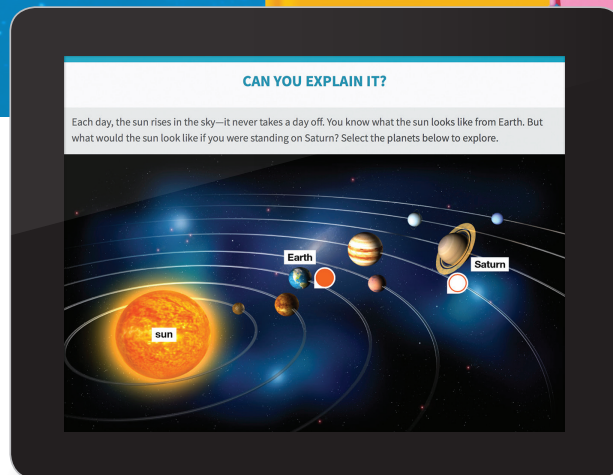 CAN YOU EXPLAIN IT?
Each day, the sun rises in the sky—it never takes a day off. You know what the sun looks like from Earth. But
what would the sun look like if you were standing on Saturn? Select the planets below to explore.
Earth
Saturn
sun